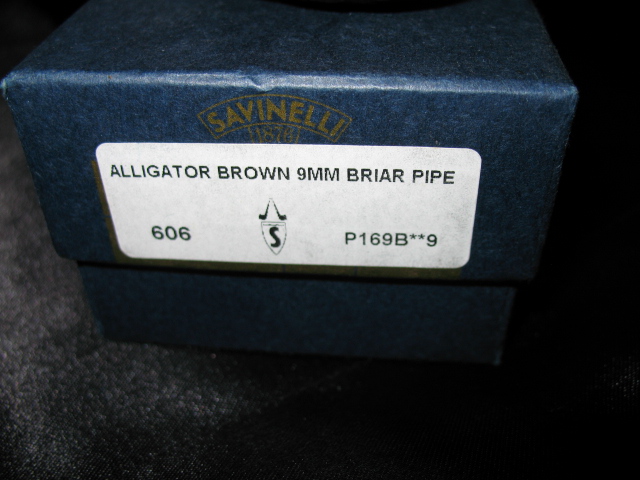 SAVINELLI
1876
ALLIGATOR BROWN 9MM BRIAR PIPE
606
S
P169B**9